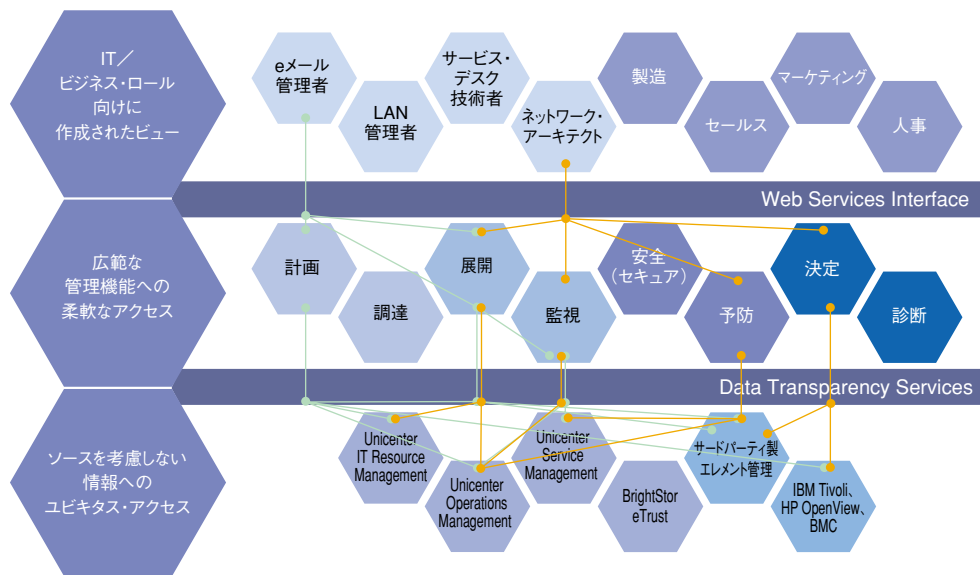 IT／
ビジネス・ロール
向けに
作成されたビュー
eメール
管理者
LAN
管理者
サービス・
デスク
技術者
ネットワーク・
アーキテクト
製造
セールス
マーケティング
人事
Web Services Interface
広範な
管理機能への
柔軟なアクセス
計画
調達
展開
監視
安全
（セキュア）
予防
決定
診断
Data Transparency Services
ソースを考慮しない
情報への
ユビキタス・アクセス
Unicenter
IT Resource
Management
Unicenter
Operations
Management
Unicenter
Service
Management
BrightStor
eTrust
サードパーティ製
エレメント管理
IBM Tivoli、
HP OpenView、
BMC